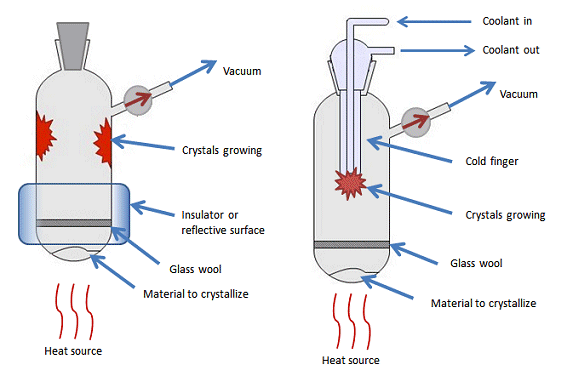 Vacuum
Crystals growing
Insulator or
reflective surface
Glass wool
Material to crystallize
Heat source
Coolant in
Coolant out
Vacuum
Cold finger
Crystals growing
Glass wool
Material to crystallize
Heat source